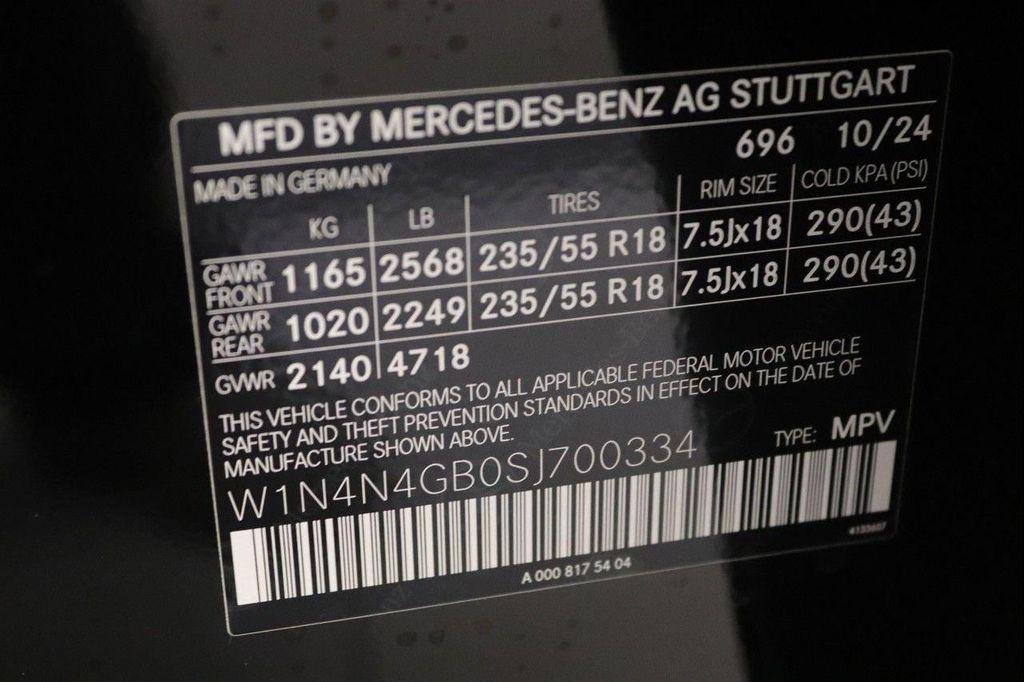 MFD BY MERCEDES-BENZ AG STUTTGART
MADE IN GERMANY 696 10/24
KG LB TIRES RIM SIZE COLD KPA (PSI)
GAWR FRONT 1165 2568 235/55 R18 7.5Jx18 290(43)
GAWR REAR 1020 2249 235/55 R18 7.5Jx18 290(43)
GVWR 2140 4718
THIS VEHICLE CONFORMS TO ALL APPLICABLE FEDERAL MOTOR VEHICLE
SAFETY AND THEFT PREVENTION STANDARDS IN EFFECT ON THE DATE OF
MANUFACTURE SHOWN ABOVE.
W1N4N4GB0SJ700334 TYPE: MPV
A 000 817 54 04